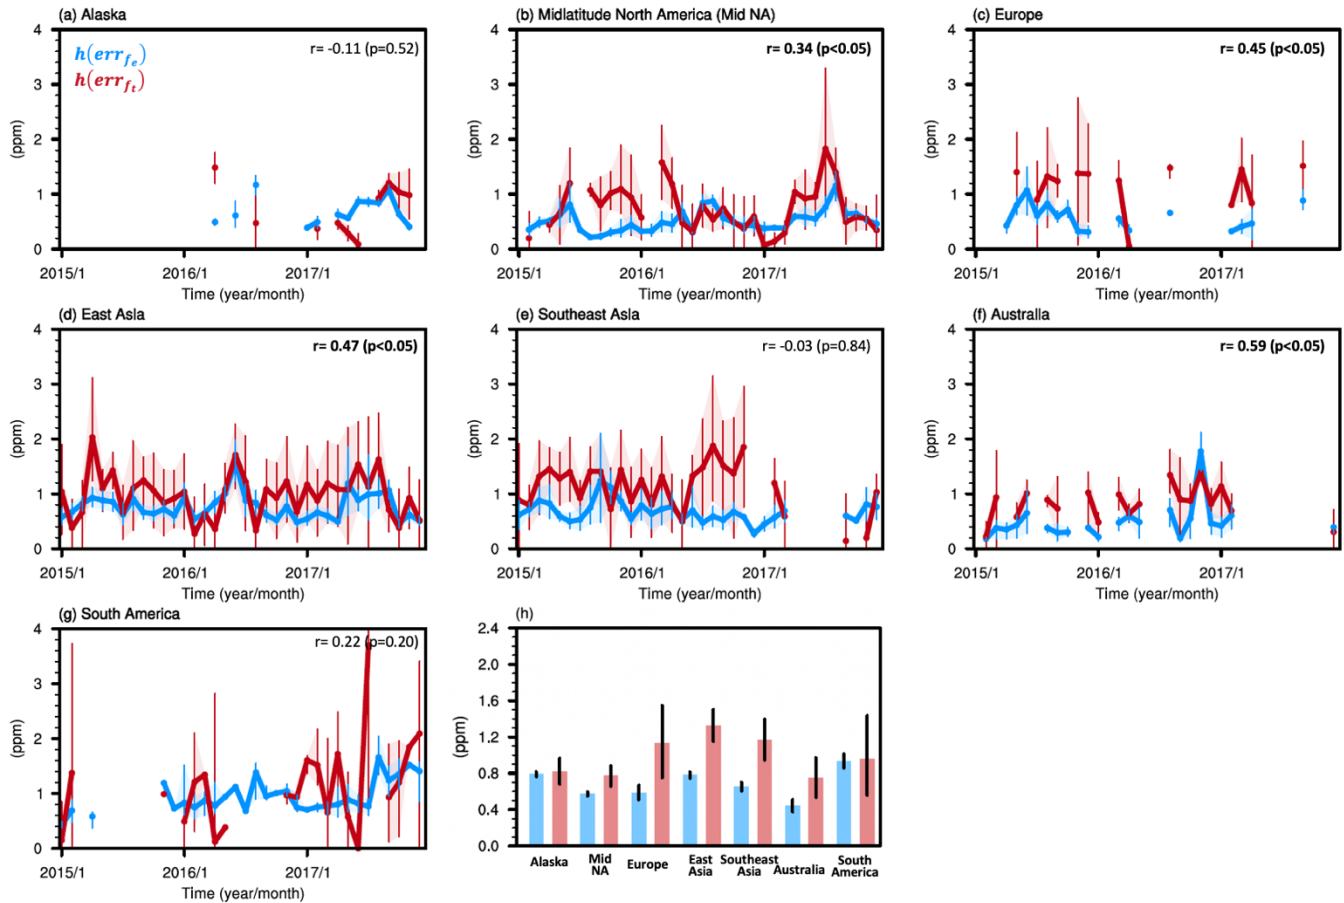 (a) Alaska
(b) Midlatitude North America (Mid NA)
(c) Europe
r= -0.11 (p=0.52)
r= 0.34 (p<0.05)
r= 0.45 (p<0.05)
h(err_{f_e})
h(err_{f_t})
4
3
2
1
0
(ppm)
2015/1
2016/1
2017/1
Time (year/month)
4
3
2
1
0
(ppm)
2015/1
2016/1
2017/1
Time (year/month)
4
3
2
1
0
(ppm)
2015/1
2016/1
2017/1
Time (year/month)
(d) East Asia
(e) Southeast Asia
(f) Australia
r= 0.47 (p<0.05)
r= -0.03 (p=0.84)
r= 0.59 (p<0.05)
4
3
2
1
0
(ppm)
2015/1
2016/1
2017/1
Time (year/month)
4
3
2
1
0
(ppm)
2015/1
2016/1
2017/1
Time (year/month)
4
3
2
1
0
(ppm)
2015/1
2016/1
2017/1
Time (year/month)
(g) South America
r= 0.22 (p=0.20)
4
3
2
1
0
(ppm)
2015/1
2016/1
2017/1
Time (year/month)
(h)
2.4
2.0
1.6
1.2
0.8
0.4
0.0
(ppm)
Alaska
Mid
NA
Europe
East
Asia
Southeast
Asia
Australia
South
America